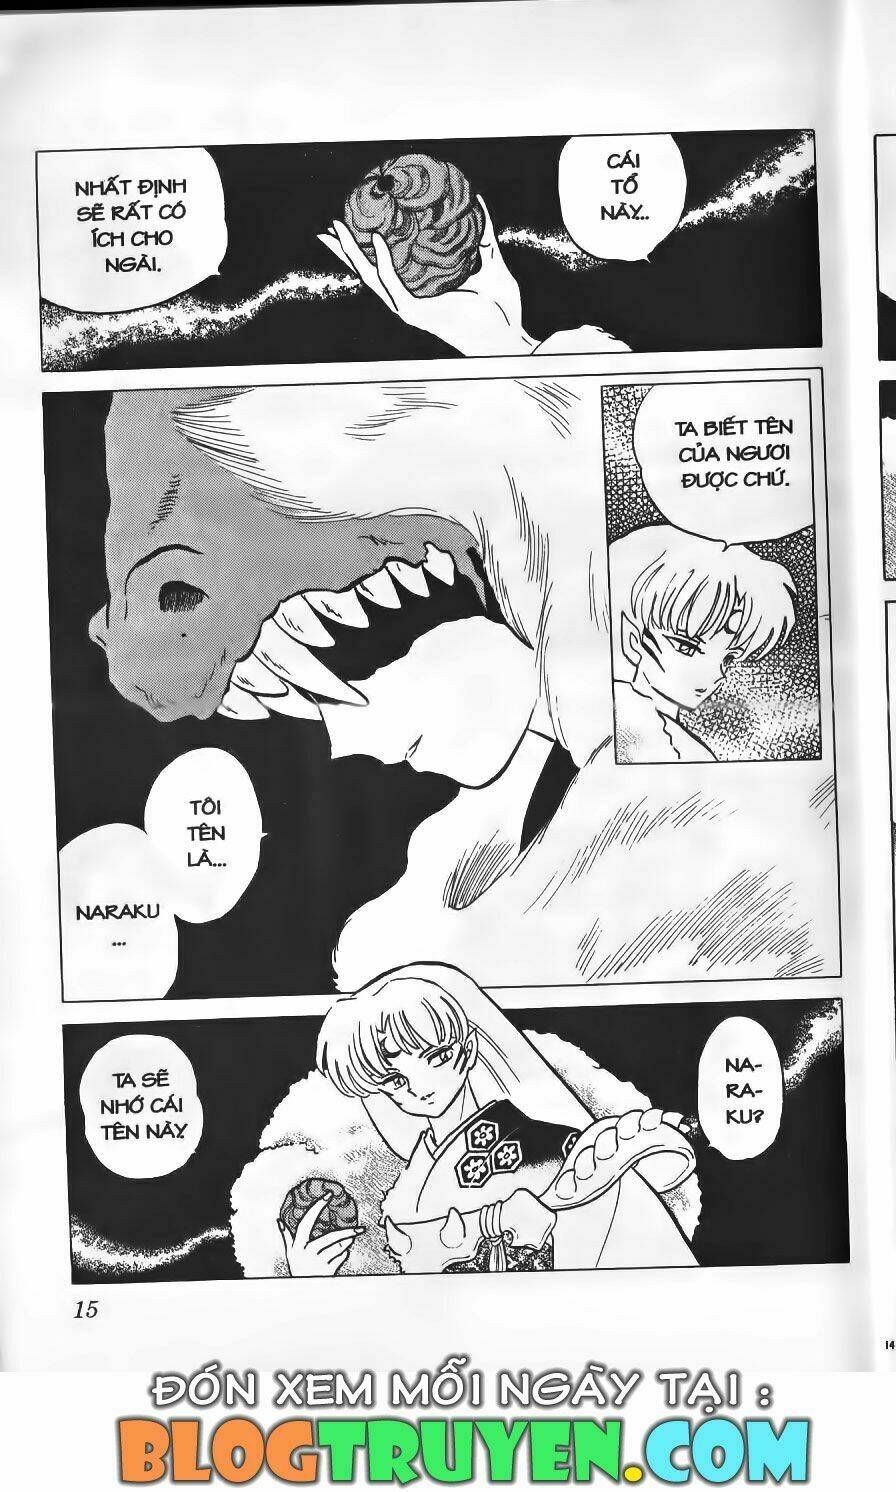 CÁI
TỔ
NÀY...
NHẤT ĐỊNH
SẼ RẤT CÓ
ÍCH CHO
NGÀI.
TA BIẾT TÊN
CỦA NGƯƠI
ĐƯỢC CHỨ.
TÔI
TÊN
LÀ...
NARAKU
...
NA-
RA-
KU?
TA SẼ
NHỚ CÁI
TÊN NÀY.
15
14
ĐÓN XEM MỖI NGÀY TẠI :
BLOGTRUYEN.COM